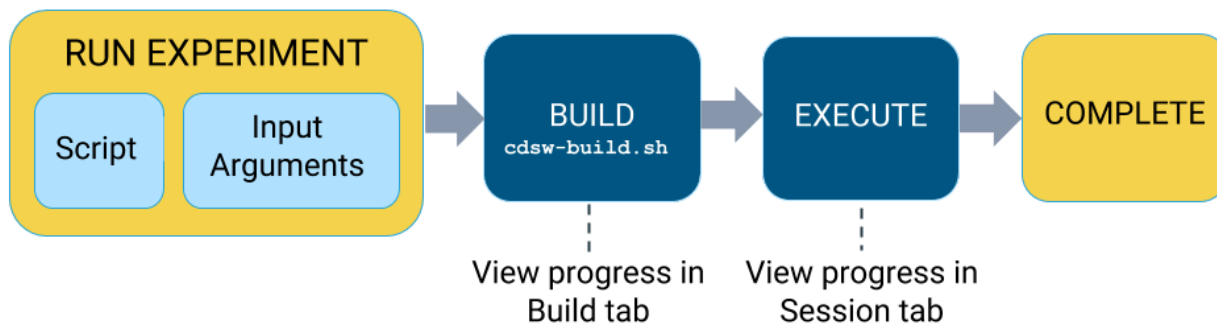 RUN EXPERIMENT
Script
Input
Arguments
BUILD
cdsw-build.sh
EXECUTE
COMPLETE
View progress in
Build tab
View progress in
Session tab